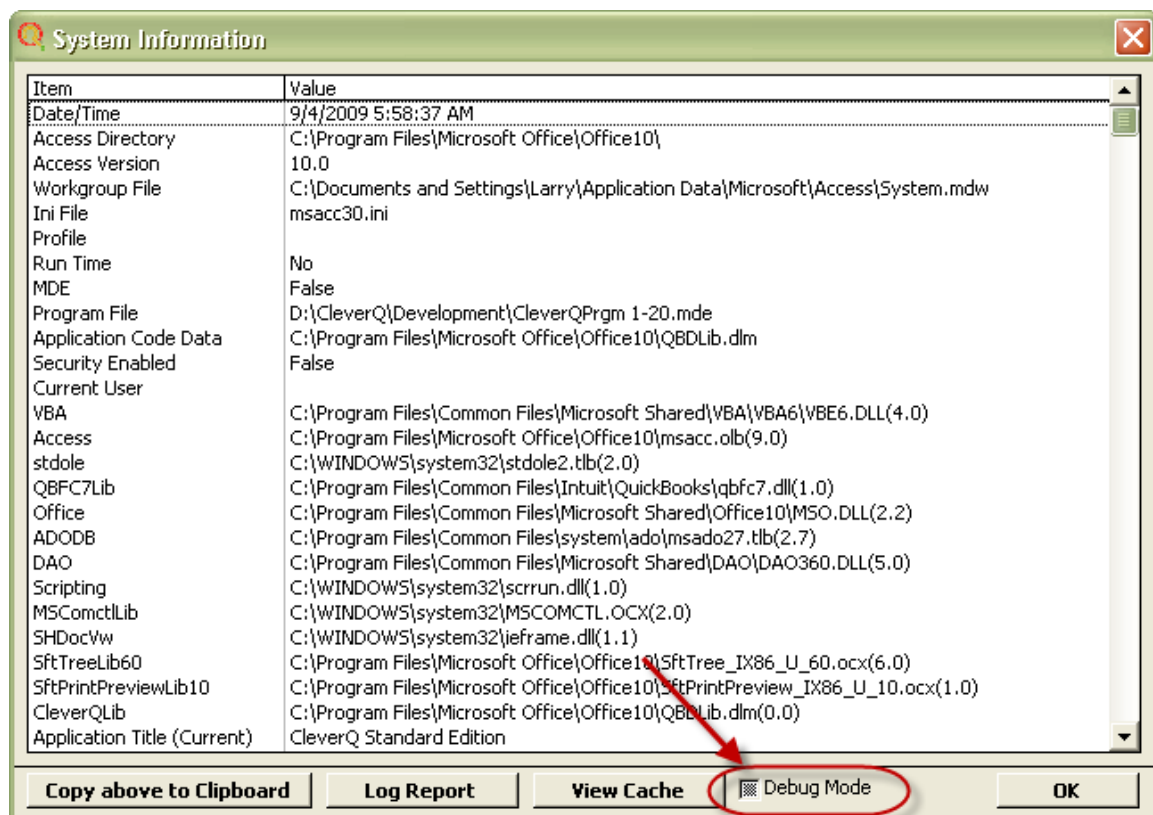 System Information
Item Value
Date/Time 9/4/2009 5:58:37 AM
Access Directory C:\Program Files\Microsoft Office\Office10\
Access Version 10.0
Workgroup File C:\Documents and Settings\Larry\Application Data\Microsoft\Access\System.mdw
Ini File msacc30.ini
Profile
Run Time No
MDE False
Program File D:\CleverQ\Development\CleverQPrgm 1-20.mde
Application Code Data C:\Program Files\Microsoft Office\Office10\QBDLib.dlm
Security Enabled False
Current User
VBA C:\Program Files\Common Files\Microsoft Shared\VBA\VBA6\VBE6.DLL(4.0)
Access C:\Program Files\Microsoft Office\Office10\msacc.olb(9.0)
stdole C:\WINDOWS\system32\stdole2.tlb(2.0)
QBFC7Lib C:\Program Files\Common Files\Intuit\QuickBooks\qbfc7.dll(1.0)
Office C:\Program Files\Common Files\Microsoft Shared\Office10\MSO.DLL(2.2)
ADODB C:\Program Files\Common Files\system\ado\msado27.tlb(2.7)
DAO C:\Program Files\Common Files\Microsoft Shared\DAO\DAO360.DLL(5.0)
Scripting C:\WINDOWS\system32\scrrun.dll(1.0)
MSComctlLib C:\WINDOWS\system32\MSCOMCTL.OCX(2.0)
SHDocVw C:\WINDOWS\system32\ieframe.dll(1.1)
SftTreeLib60 C:\Program Files\Microsoft Office\Office10\SftTree_IX86_U_60.ocx(6.0)
SftPrintPreviewLib10 C:\Program Files\Microsoft Office\Office10\SftPrintPreview_IX86_U_10.ocx(1.0)
CleverQLib C:\Program Files\Microsoft Office\Office10\QBDLib.dlm(0.0)
Application Title (Current) CleverQ Standard Edition
Copy above to Clipboard Log Report View Cache Debug Mode OK